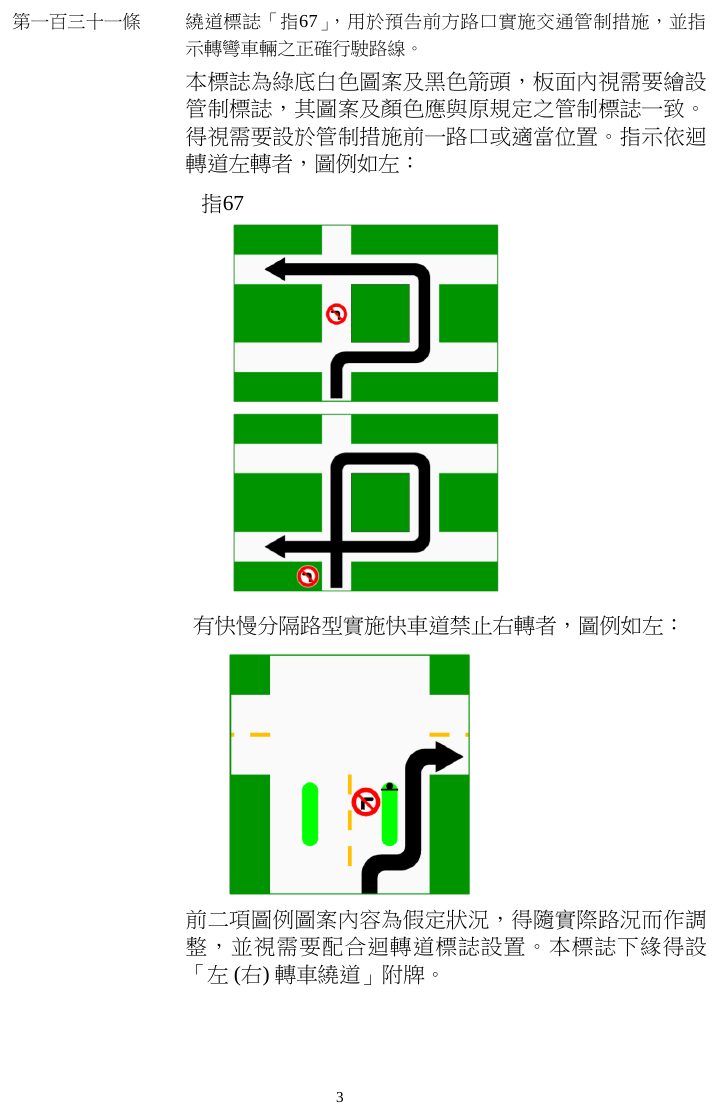 第一百三十一條
繞道標誌「指67」，用於預告前方路口實施交通管制措施，並指
示轉彎車輛之正確行駛路線。
本標誌為綠底白色圖案及黑色箭頭，板面內視需要繪設
管制標誌，其圖案及顏色應與原規定之管制標誌一致。
得視需要設於管制措施前一路口或適當位置。指示依迴
轉道左轉者，圖例如左：
指67
有快慢分隔路型實施快車道禁止右轉者，圖例如左：
前二項圖例圖案內容為假定狀況，得隨實際路況而作調
整，並視需要配合迴轉道標誌設置。本標誌下緣得設
「左 (右) 轉車繞道」附牌。
3